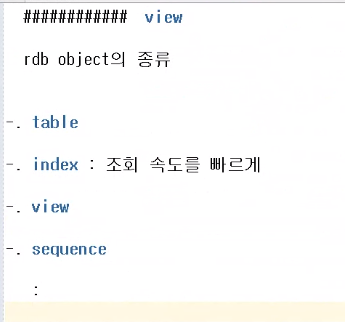 ############ view
rdb object의 종류
-. table
-. index : 조회 속도를 빠르게
-. view
-. sequence
: